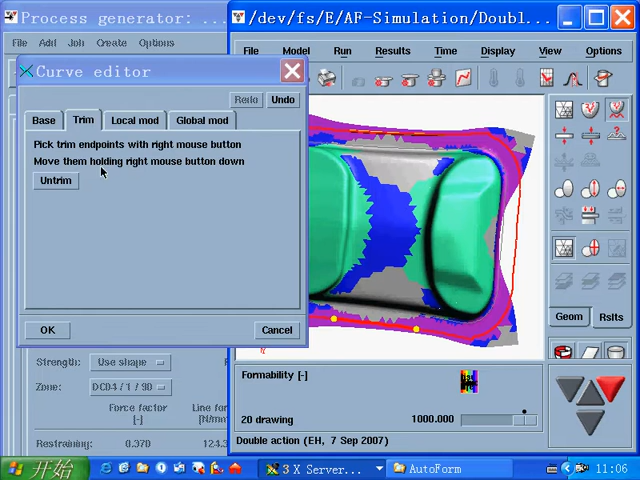 Process generator: ...
/dev/fs/E/AF-Simulation/Doubl...
File Add Job Create Options
File Model Run Results Time Display View Options
Curve editor
Redo Undo
Base Trim Local mod Global mod
Pick trim endpoints with right mouse button
Move them holding right mouse button down
Untrim
OK Cancel
Geom Rslts
Strength: Use shape
Zone: DC04 / 1 / 90
Force factor Line for
[-] [N/mm
Restraining: 0.370 124.3
Formability [-]
20 drawing 1000.000
Double action (EH, 7 Sep 2007)
开始 3 X Server... AutoForm 11:06